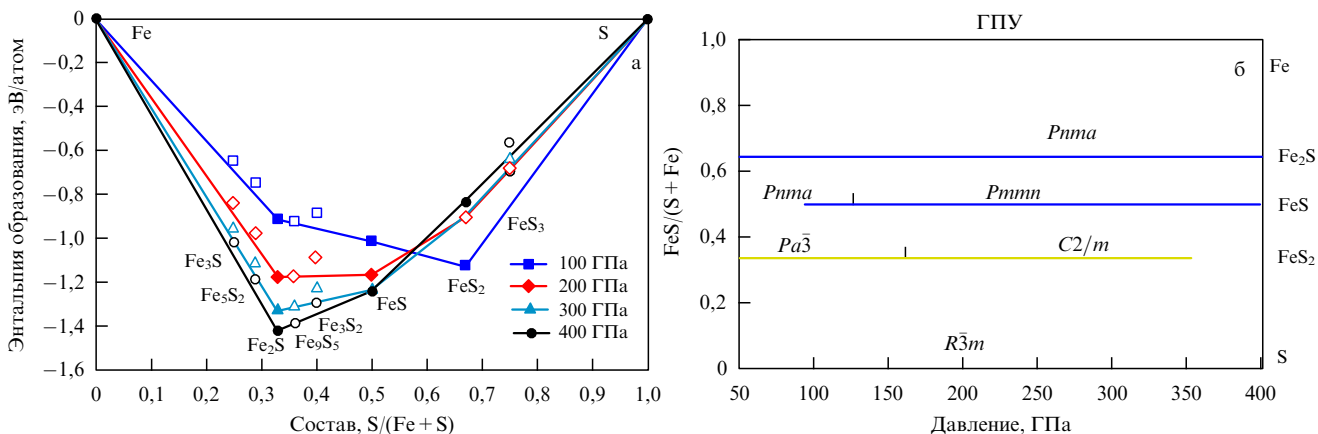 Энтальпия образования, эВ/атом
0
−0,2
−0,4
−0,6
−0,8
−1,0
−1,2
−1,4
−1,6
Fe
S
а
Fe3S
Fe5S2
Fe2S
Fe9S5
Fe3S2
FeS
FeS2
FeS3
100 ГПа
200 ГПа
300 ГПа
400 ГПа
0
0,1
0,2
0,3
0,4
0,5
0,6
0,7
0,8
0,9
1,0
Состав, S/(Fe + S)
ГПУ
FeS/(S + Fe)
1,0
0,8
0,6
0,4
0,2
0
б
Fe
Pnma
Fe2S
Pnma
Pmmn
FeS
Pa3̄
C2/m
FeS2
R3̄m
S
50
100
150
200
250
300
350
400
Давление, ГПа